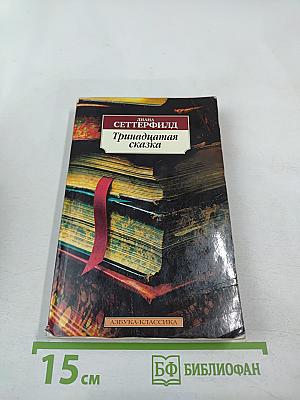 ДИАНА
СЕТТЕРФИЛД
Тринадцатая
сказка
АЗБУКА-КЛАССИКА
15 см
БФ БИБЛИОФАН